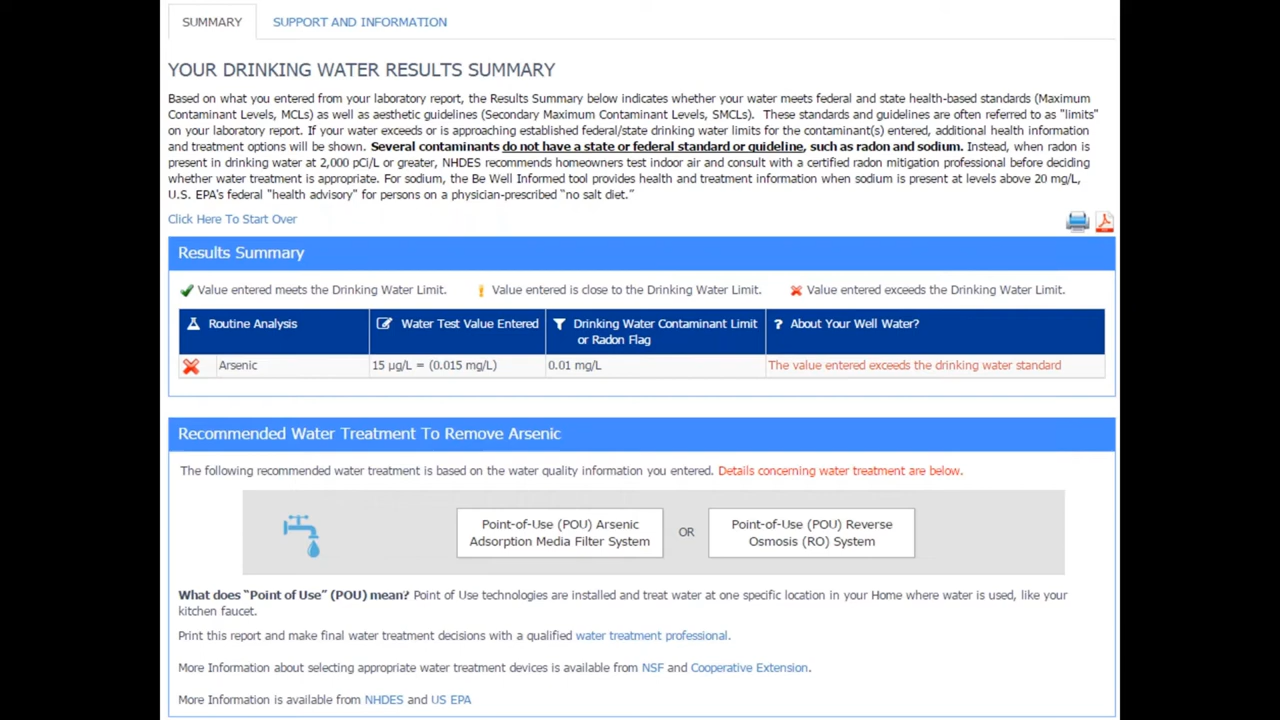 SUMMARY
SUPPORT AND INFORMATION
YOUR DRINKING WATER RESULTS SUMMARY
Based on what you entered from your laboratory report, the Results Summary below indicates whether your water meets federal and state health-based standards (Maximum
Contaminant Levels, MCLs) as well as aesthetic guidelines (Secondary Maximum Contaminant Levels, SMCLs). These standards and guidelines are often referred to as "limits"
on your laboratory report. If your water exceeds or is approaching established federal/state drinking water limits for the contaminant(s) entered, additional health information
and treatment options will be shown. Several contaminants do not have a state or federal standard or guideline, such as radon and sodium. Instead, when radon is
present in drinking water at 2,000 pCi/L or greater, NHDES recommends homeowners test indoor air and consult with a certified radon mitigation professional before deciding
whether water treatment is appropriate. For sodium, the Be Well Informed tool provides health and treatment information when sodium is present at levels above 20 mg/L,
U.S. EPA's federal "health advisory" for persons on a physician-prescribed "no salt diet."
Click Here To Start Over
Results Summary
Value entered meets the Drinking Water Limit.
Value entered is close to the Drinking Water Limit.
Value entered exceeds the Drinking Water Limit.
Routine Analysis
Water Test Value Entered
Drinking Water Contaminant Limit
or Radon Flag
? About Your Well Water?
Arsenic
15 µg/L = (0.015 mg/L)
0.01 mg/L
The value entered exceeds the drinking water standard
Recommended Water Treatment To Remove Arsenic
The following recommended water treatment is based on the water quality information you entered. Details concerning water treatment are below.
Point-of-Use (POU) Arsenic
Adsorption Media Filter System
OR
Point-of-Use (POU) Reverse
Osmosis (RO) System
What does "Point of Use" (POU) mean? Point of Use technologies are installed and treat water at one specific location in your Home where water is used, like your
kitchen faucet.
Print this report and make final water treatment decisions with a qualified water treatment professional.
More Information about selecting appropriate water treatment devices is available from NSF and Cooperative Extension.
More Information is available from NHDES and US EPA